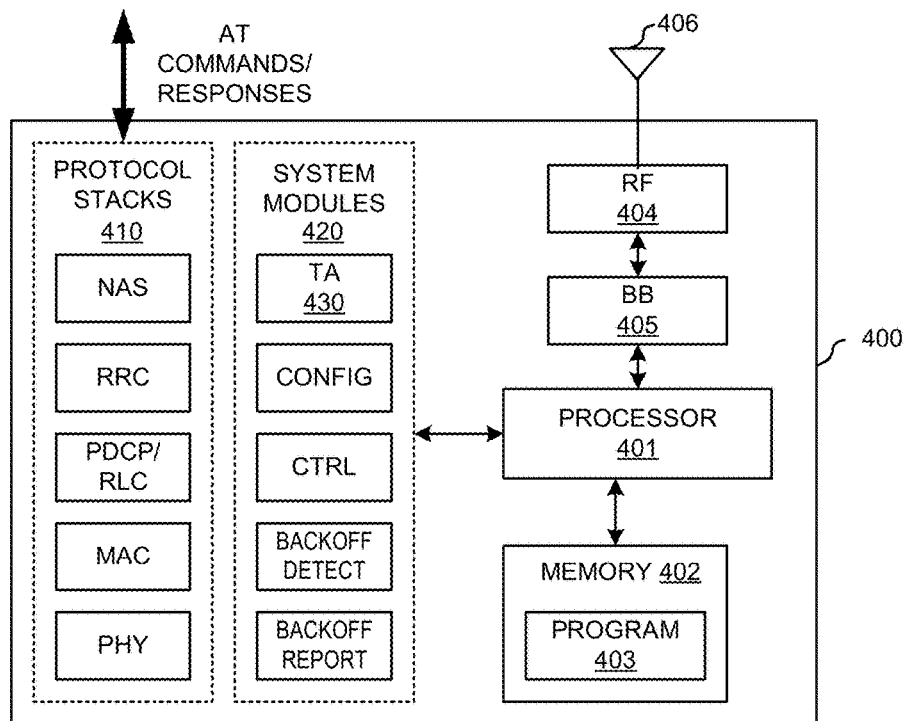 AT
COMMANDS/
RESPONSES
406
PROTOCOL
STACKS
410
NAS
RRC
PDCP/
RLC
MAC
PHY
SYSTEM
MODULES
420
TA
430
CONFIG
CTRL
BACKOFF
DETECT
BACKOFF
REPORT
RF
404
BB
405
400
PROCESSOR
401
MEMORY 402
PROGRAM
403